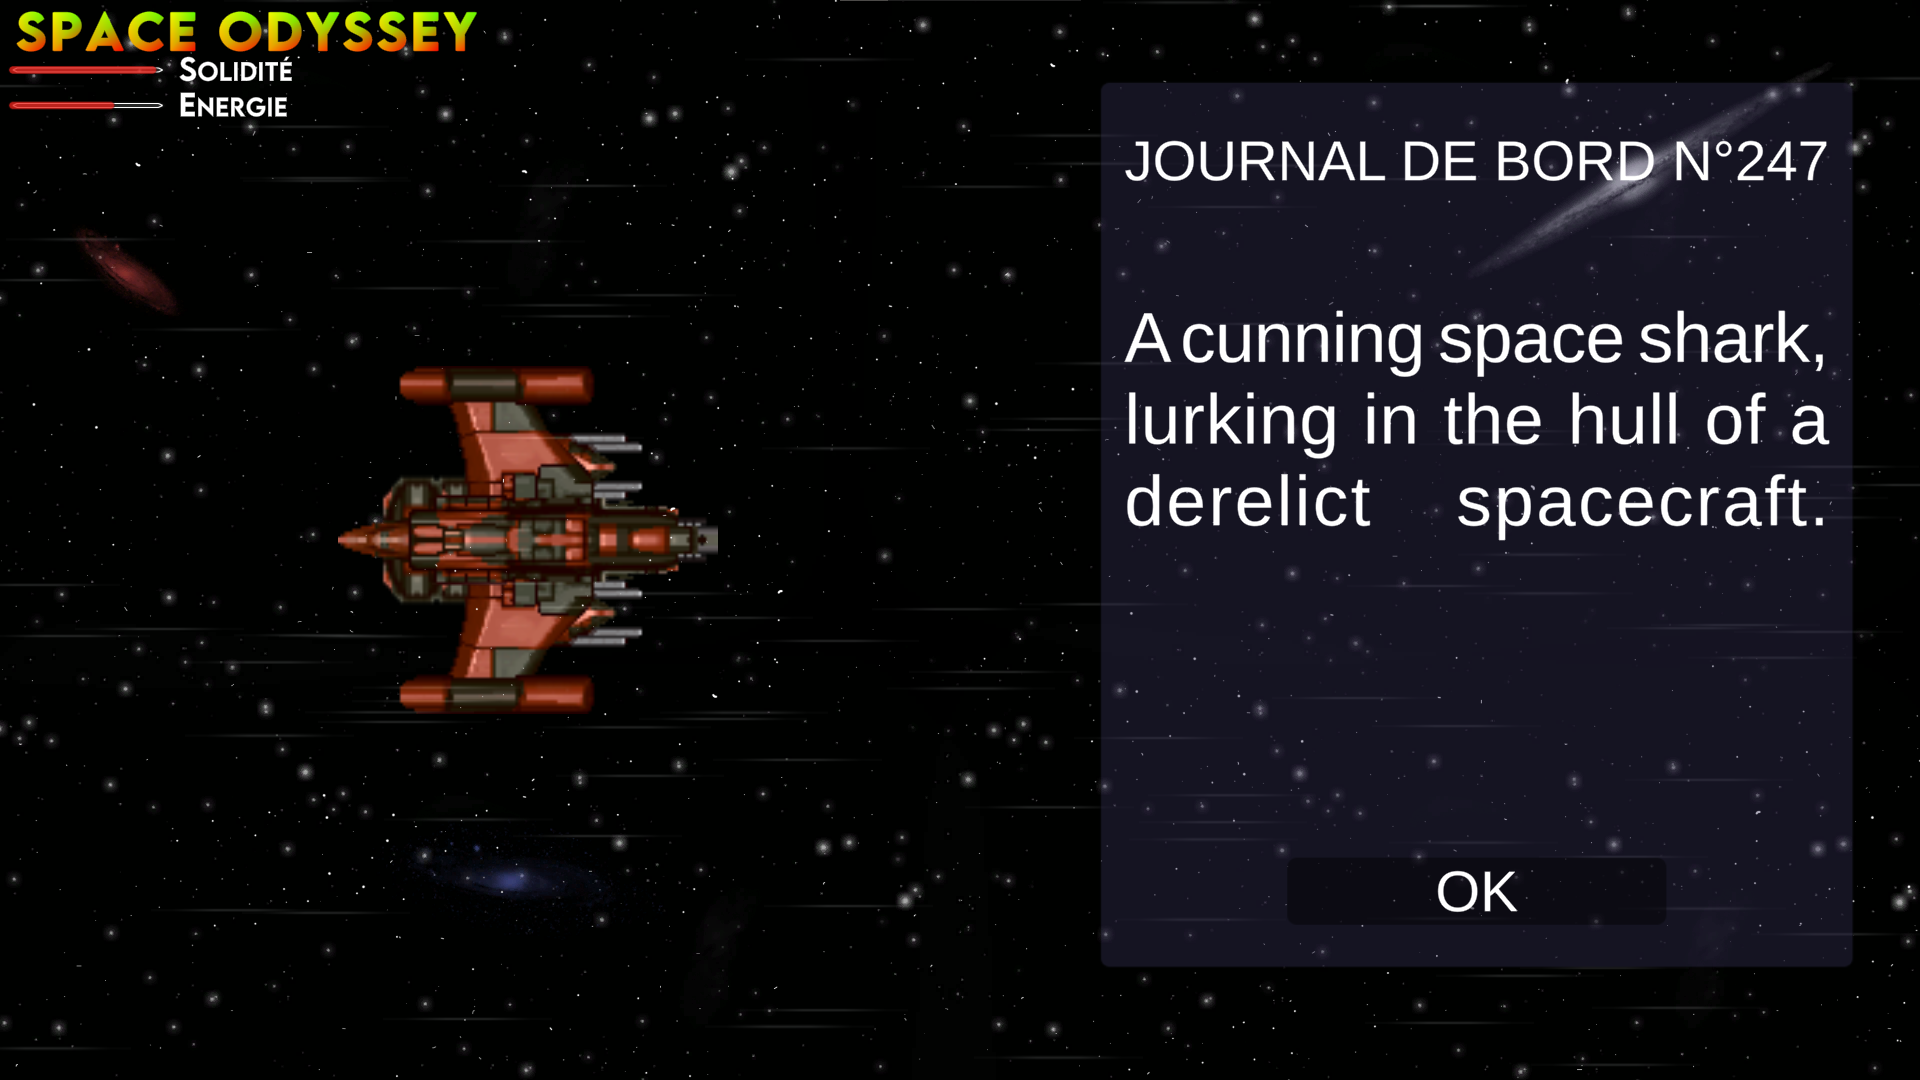 SPACE ODYSSEY
SOLIDITÉ
ENERGIE
JOURNAL DE BORD N°247
A cunning space shark,
lurking in the hull of a
derelict spacecraft.
OK